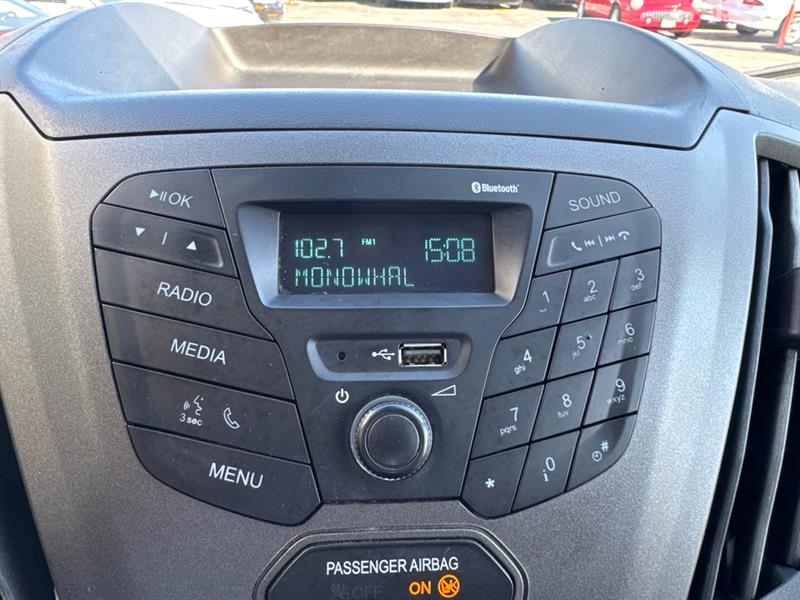 ▶II OK
Bluetooth
SOUND
102.7 FM1 15:08
MONOWHAL
RADIO
MEDIA
3 sec
MENU
1
2 abc
3 def
4 ghi
5 jkl
6 mno
7 pqrs
8 tuv
9 wxyz
*
i 0
#
PASSENGER AIRBAG
OFF ON